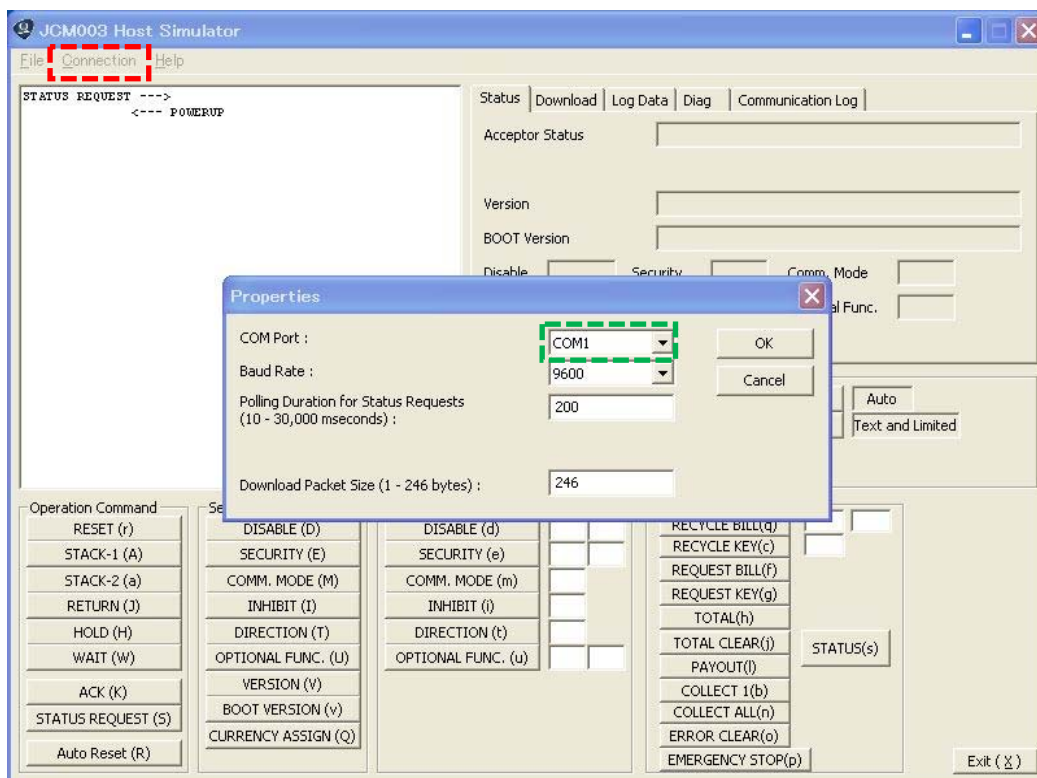 JCM003 Host Simulator
File Connection Help
STATUS REQUEST --->
<--- POWERUP
Status Download Log Data Diag Communication Log
Acceptor Status
Version
BOOT Version
Disable Security Comm. Mode
al Func.
Properties
COM Port :
COM1
OK
Baud Rate :
9600
Cancel
Polling Duration for Status Requests
(10 - 30,000 mseconds) :
200
Download Packet Size (1 - 246 bytes) :
246
Auto
Text and Limited
Operation Command
RESET (r)
STACK-1 (A)
STACK-2 (a)
RETURN (J)
HOLD (H)
WAIT (W)
ACK (K)
STATUS REQUEST (S)
Auto Reset (R)
Se
DISABLE (D)
SECURITY (E)
COMM. MODE (M)
INHIBIT (I)
DIRECTION (T)
OPTIONAL FUNC. (U)
VERSION (V)
BOOT VERSION (v)
CURRENCY ASSIGN (Q)
DISABLE (d)
SECURITY (e)
COMM. MODE (m)
INHIBIT (i)
DIRECTION (t)
OPTIONAL FUNC. (u)
RECYCLE BILL(q)
RECYCLE KEY(c)
REQUEST BILL(f)
REQUEST KEY(g)
TOTAL(h)
TOTAL CLEAR(j)
PAYOUT(l)
COLLECT 1(b)
COLLECT ALL(n)
ERROR CLEAR(o)
EMERGENCY STOP(p)
STATUS(s)
Exit ( X )